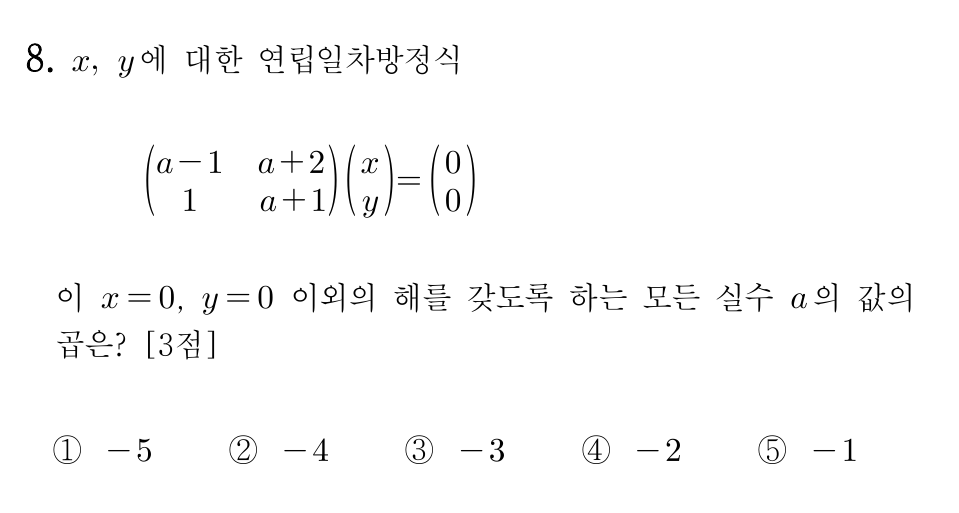 8. x, y에 대한 연립일차방정식
(a-1 a+2)(x)=(0)
( 1 a+1)(y) (0)
이 x=0, y=0 이외의 해를 갖도록 하는 모든 실수 a의 값의
곱은? [3점]
① -5 ② -4 ③ -3 ④ -2 ⑤ -1